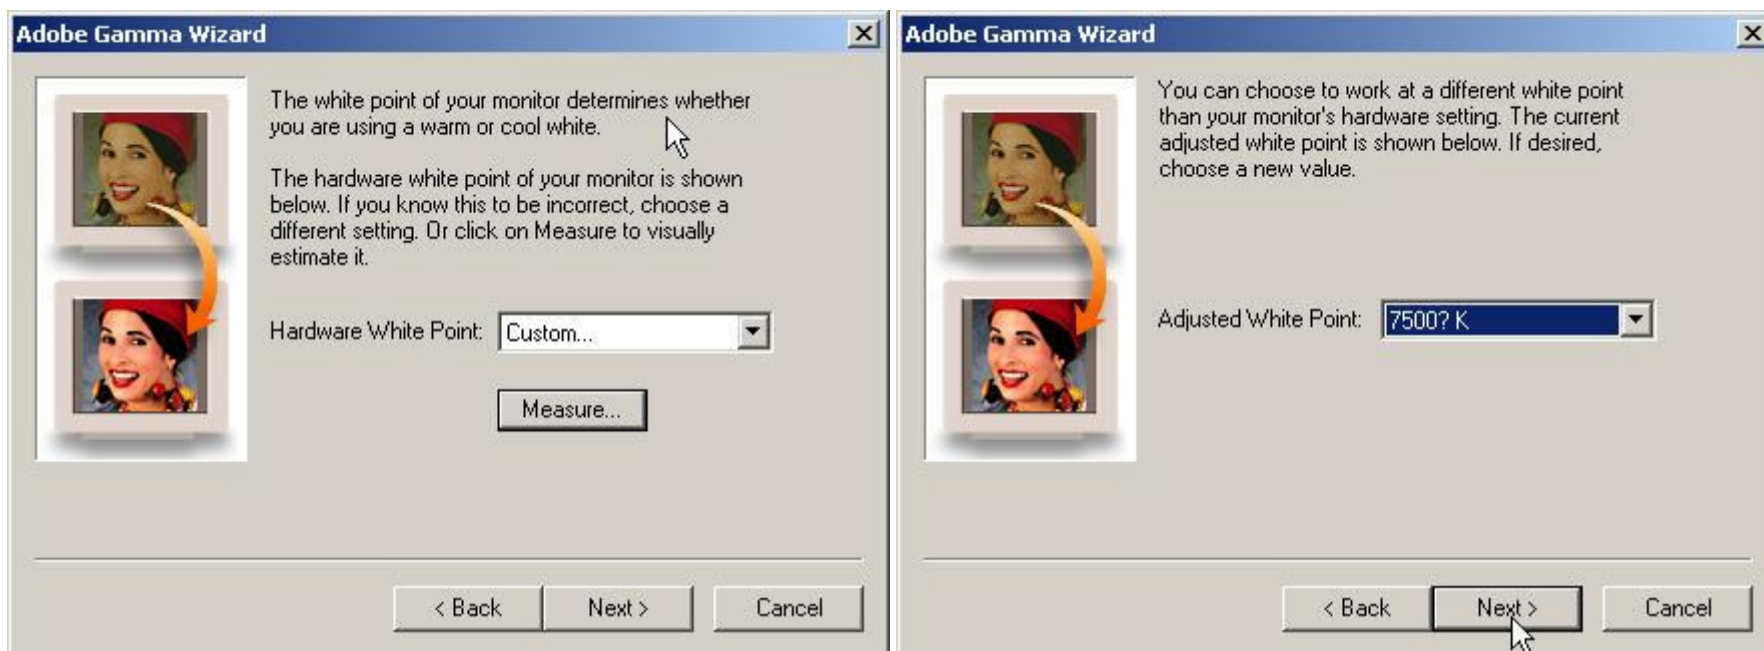 Adobe Gamma Wizard
The white point of your monitor determines whether
you are using a warm or cool white.
The hardware white point of your monitor is shown
below. If you know this to be incorrect, choose a
different setting. Or click on Measure to visually
estimate it.
Hardware White Point: Custom...
Measure...
< Back Next > Cancel
Adobe Gamma Wizard
You can choose to work at a different white point
than your monitor's hardware setting. The current
adjusted white point is shown below. If desired,
choose a new value.
Adjusted White Point: 7500? K
< Back Next > Cancel